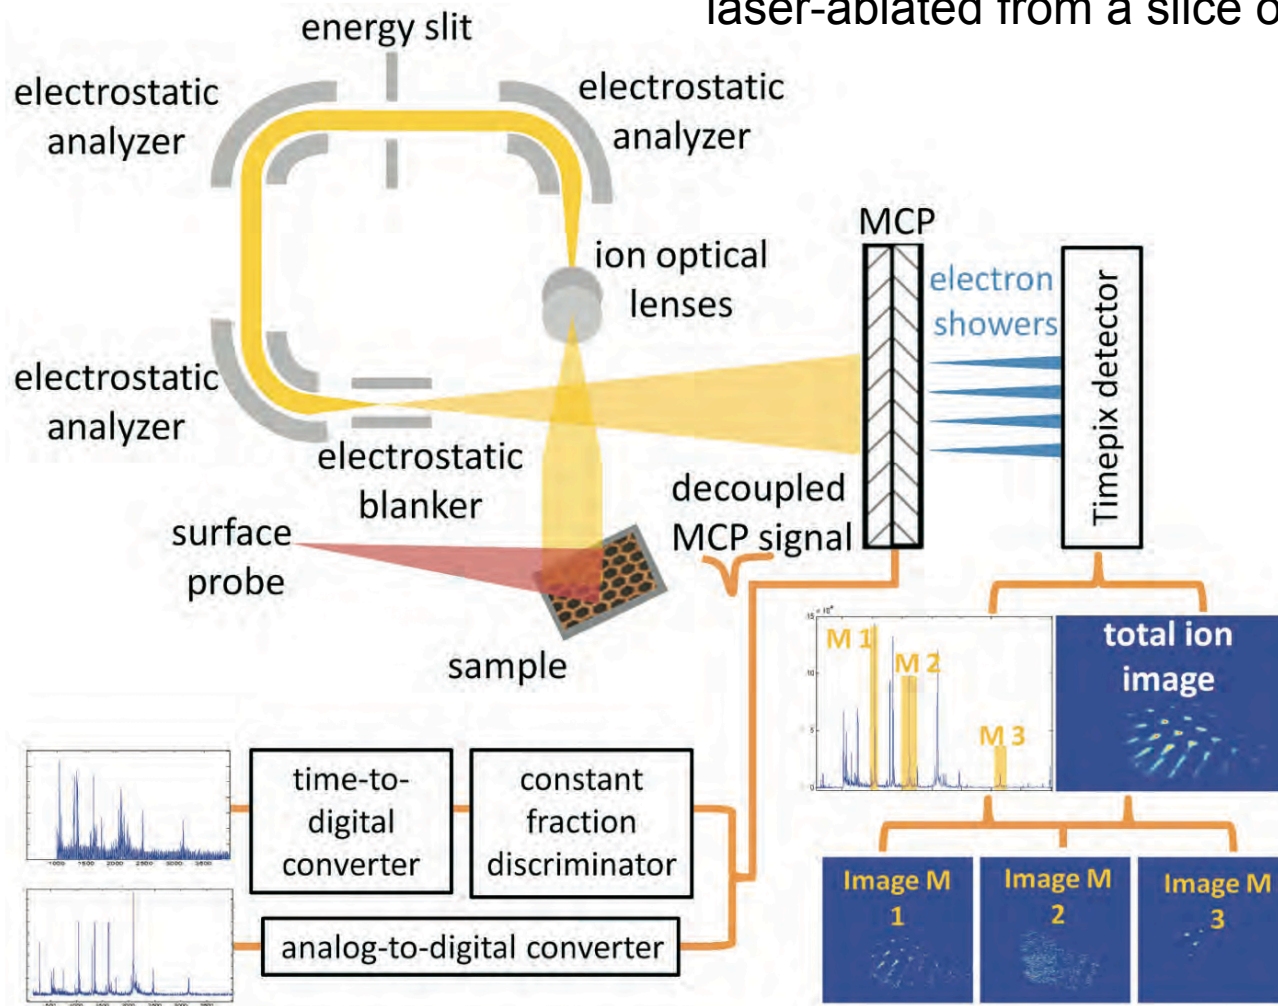 laser-ablated from a slice o
energy slit
electrostatic
analyzer
electrostatic
analyzer
MCP
ion optical
lenses
electron
showers
Timepix detector
electrostatic
analyzer
electrostatic
blanker
decoupled
MCP signal
surface
probe
sample
M 1
M 2
M 3
total ion
image
time-to-
digital
converter
constant
fraction
discriminator
analog-to-digital converter
Image M
1
Image M
2
Image M
3